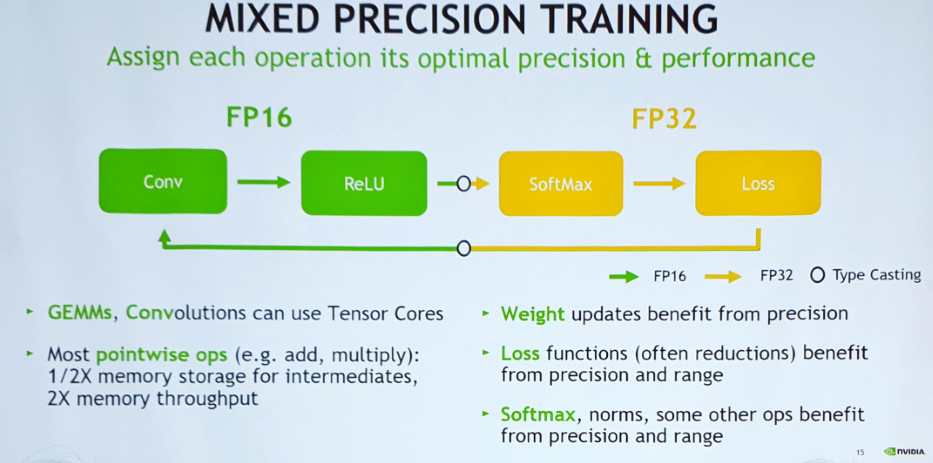 MIXED PRECISION TRAINING
Assign each operation its optimal precision & performance
FP16
FP32
Conv
ReLU
SoftMax
Loss
FP16
FP32
Type Casting
▸ GEMMs, Convolutions can use Tensor Cores
▸ Most pointwise ops (e.g. add, multiply):
1/2X memory storage for intermediates,
2X memory throughput
▸ Weight updates benefit from precision
▸ Loss functions (often reductions) benefit
from precision and range
▸ Softmax, norms, some other ops benefit
from precision and range
15
NVIDIA